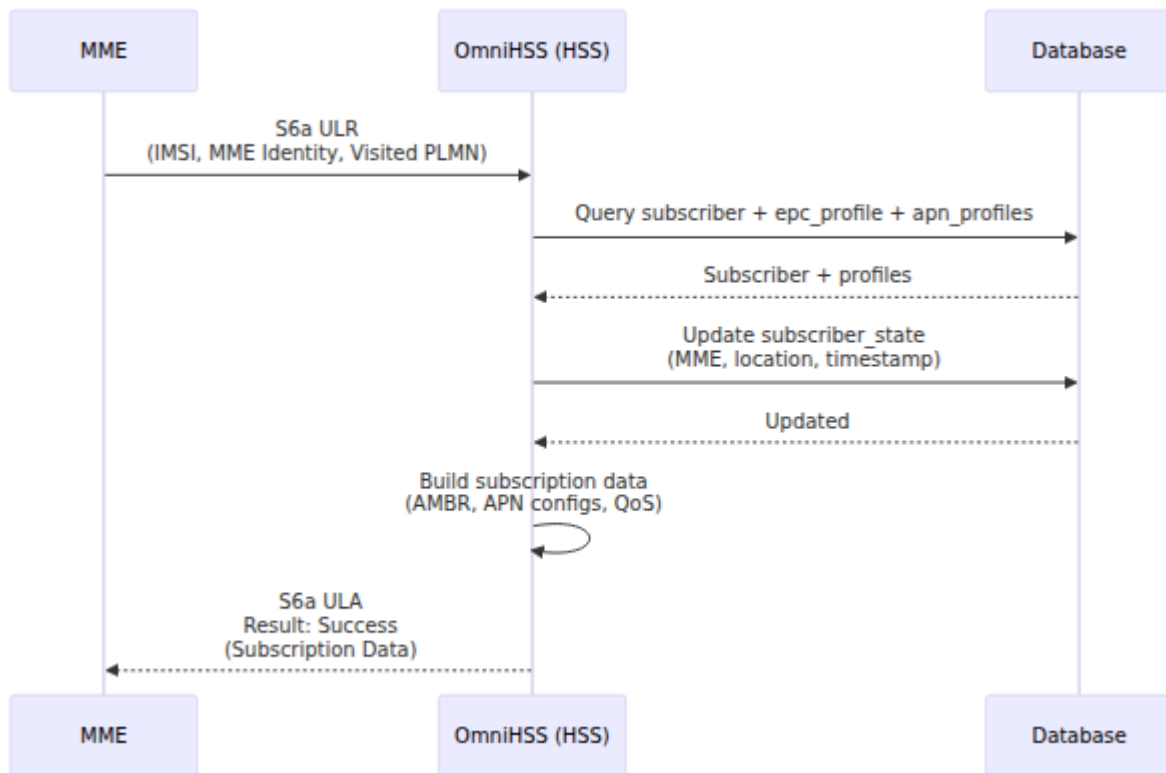 MME
OmniHSS (HSS)
Database
S6a ULR
(IMSI, MME Identity, Visited PLMN)
Query subscriber + epc_profile + apn_profiles
Subscriber + profiles
Update subscriber_state
(MME, location, timestamp)
Updated
Build subscription data
(AMBR, APN configs, QoS)
S6a ULA
Result: Success
(Subscription Data)
MME
OmniHSS (HSS)
Database